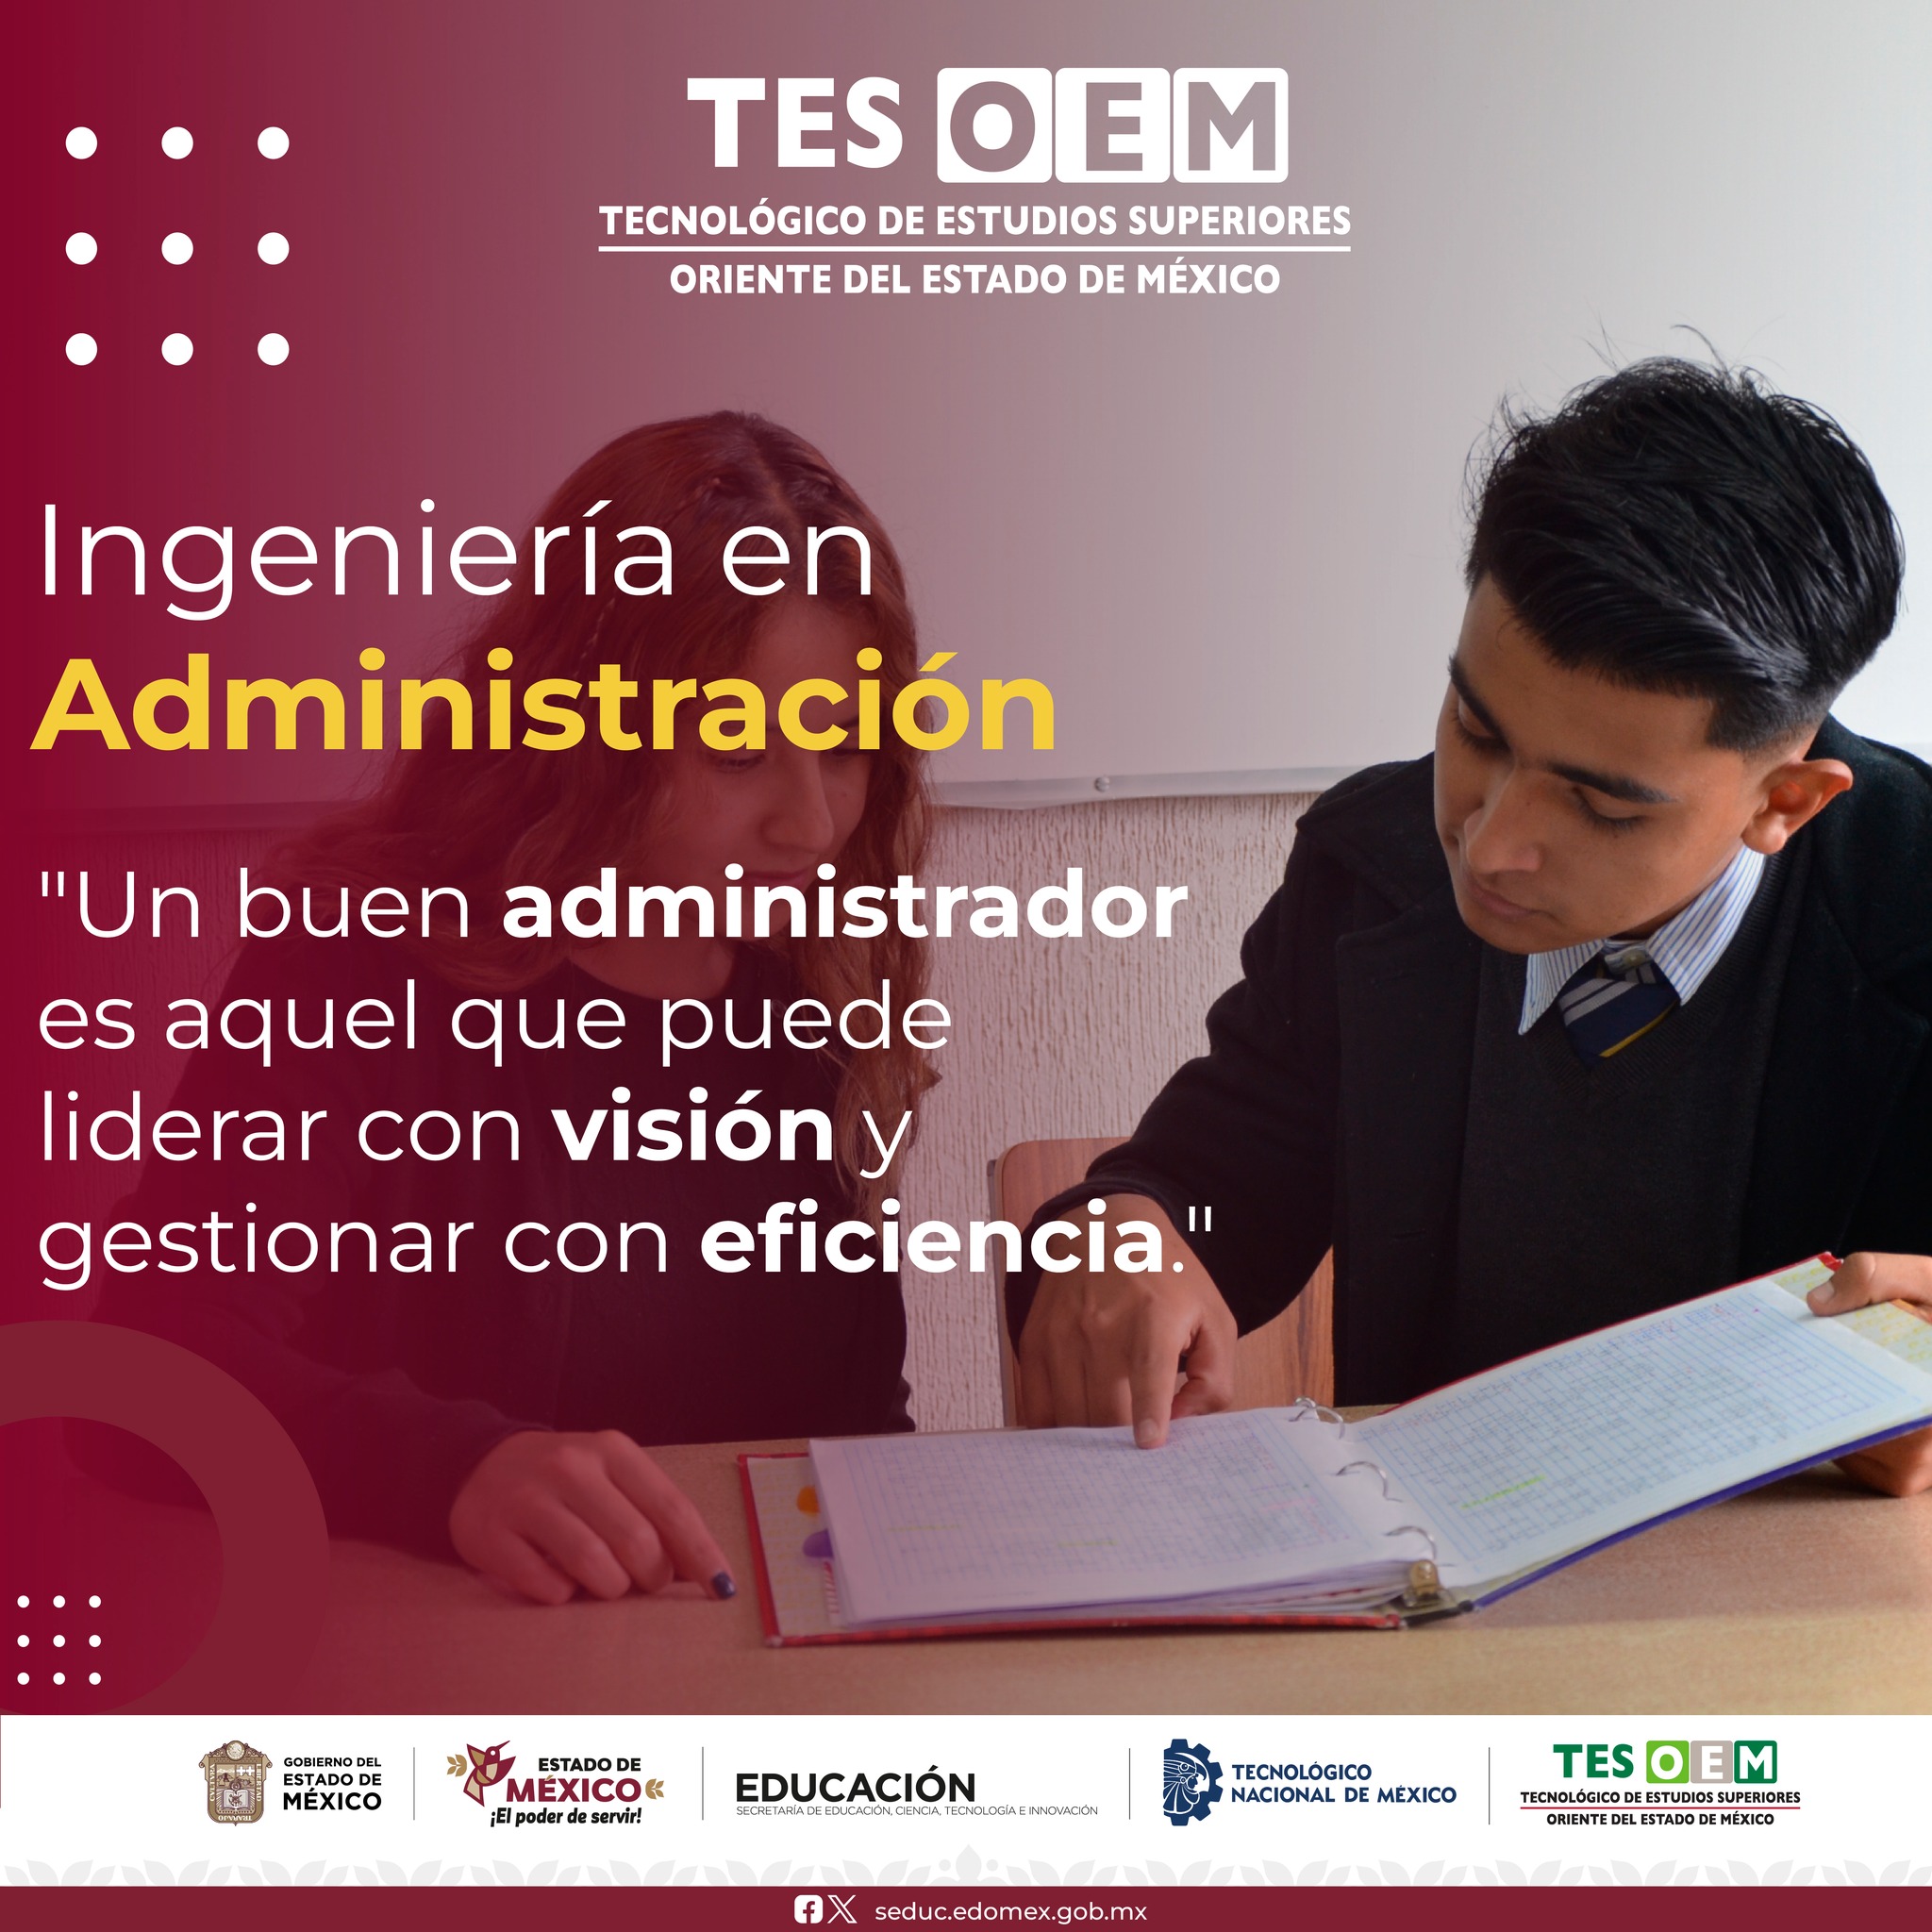 TES OEM
TECNOLÓGICO DE ESTUDIOS SUPERIORES
ORIENTE DEL ESTADO DE MÉXICO
Ingeniería en
Administración
"Un buen administrador
es aquel que puede
liderar con visión y
gestionar con eficiencia."
GOBIERNO DEL
ESTADO DE
MÉXICO
ESTADO DE
MÉXICO
¡El poder de servir!
EDUCACIÓN
SECRETARÍA DE EDUCACIÓN, CIENCIA, TECNOLOGÍA E INNOVACIÓN
TECNOLÓGICO
NACIONAL DE MÉXICO
TES OEM
TECNOLÓGICO DE ESTUDIOS SUPERIORES
ORIENTE DEL ESTADO DE MÉXICO
seduc.edomex.gob.mx